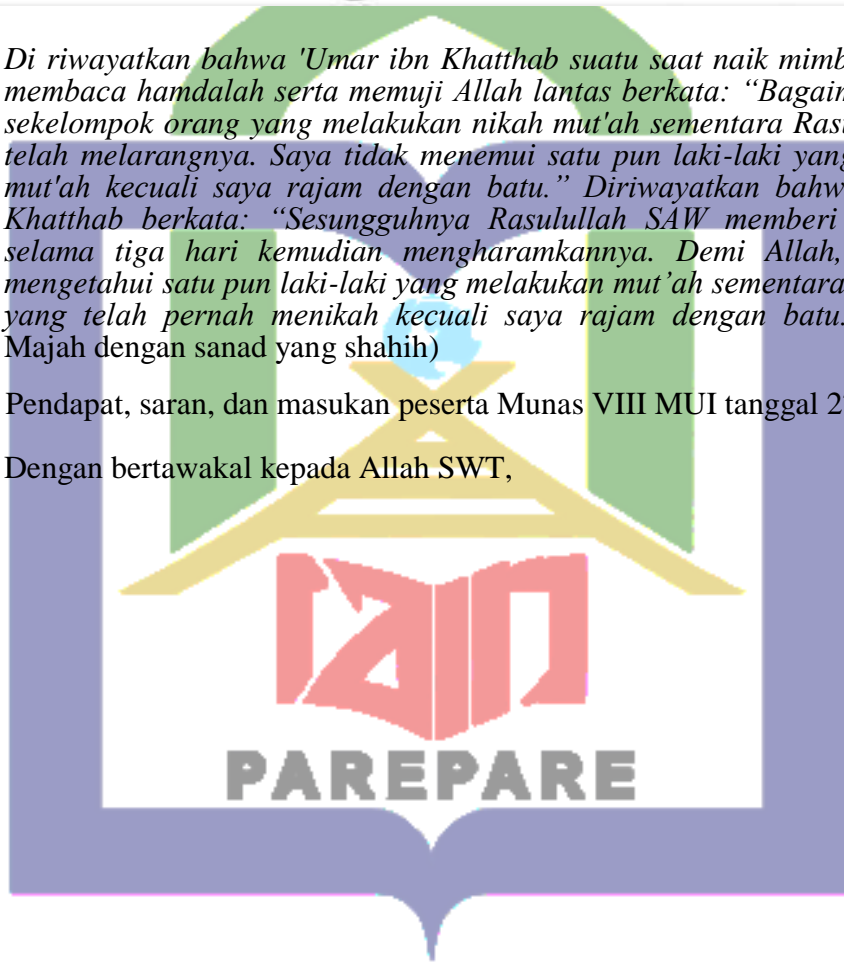 Di riwayatkan bahwa 'Umar ibn Khatthab suatu saat naik mimb
membaca hamdalah serta memuji Allah lantas berkata: “Bagain
sekelompok orang yang melakukan nikah mut'ah sementara Rasu
telah melarangnya. Saya tidak menemui satu pun laki-laki yang
mut'ah kecuali saya rajam dengan batu.” Diriwayatkan bahw
Khatthab berkata: “Sesungguhnya Rasulullah SAW memberi
selama tiga hari kemudian mengharamkannya. Demi Allah,
mengetahui satu pun laki-laki yang melakukan mut’ah sementara
yang telah pernah menikah kecuali saya rajam dengan batu.
Majah dengan sanad yang shahih)
Pendapat, saran, dan masukan peserta Munas VIII MUI tanggal 2
Dengan bertawakal kepada Allah SWT,
iain
PAREPARE